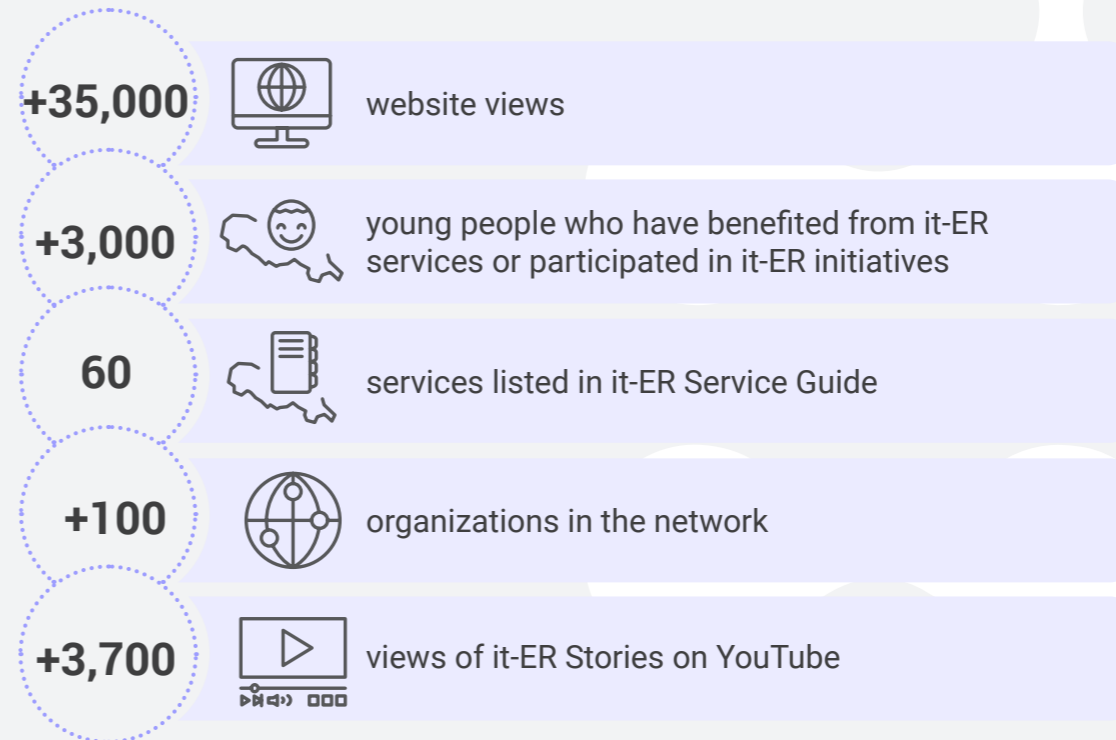 +35,000
website views
+3,000
young people who have benefited from it-ER
services or participated in it-ER initiatives
60
services listed in it-ER Service Guide
+100
organizations in the network
+3,700
views of it-ER Stories on YouTube